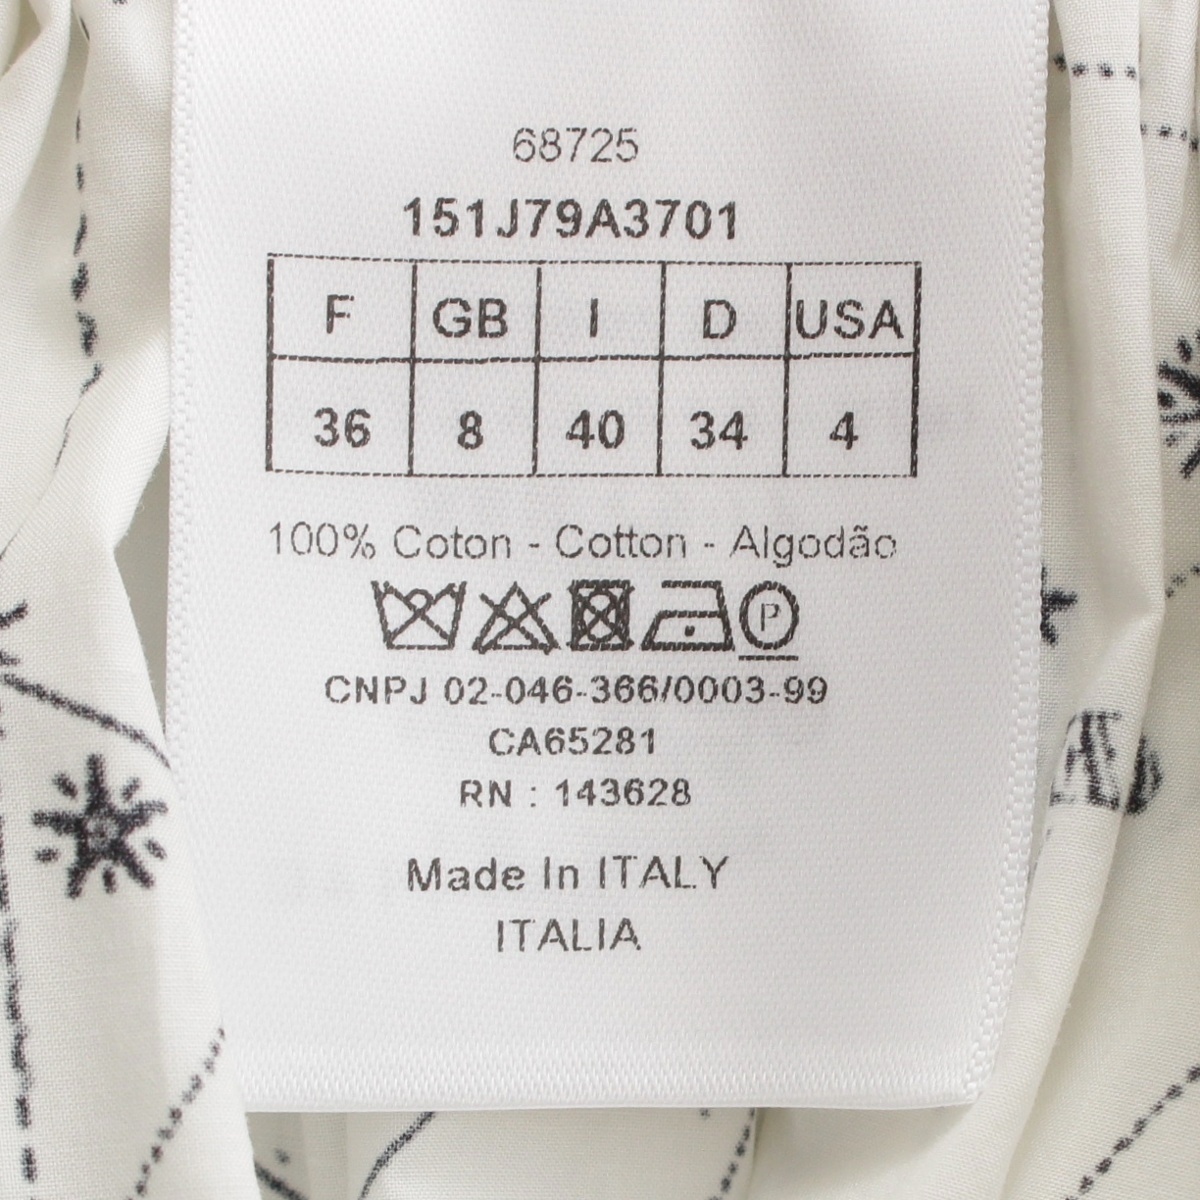 68725
151J79A3701
F GB I D USA
36 8 40 34 4
100% Coton - Cotton - Algodão
P
CNPJ 02-046-366/0003-99
CA65281
RN : 143628
Made In ITALY
ITALIA